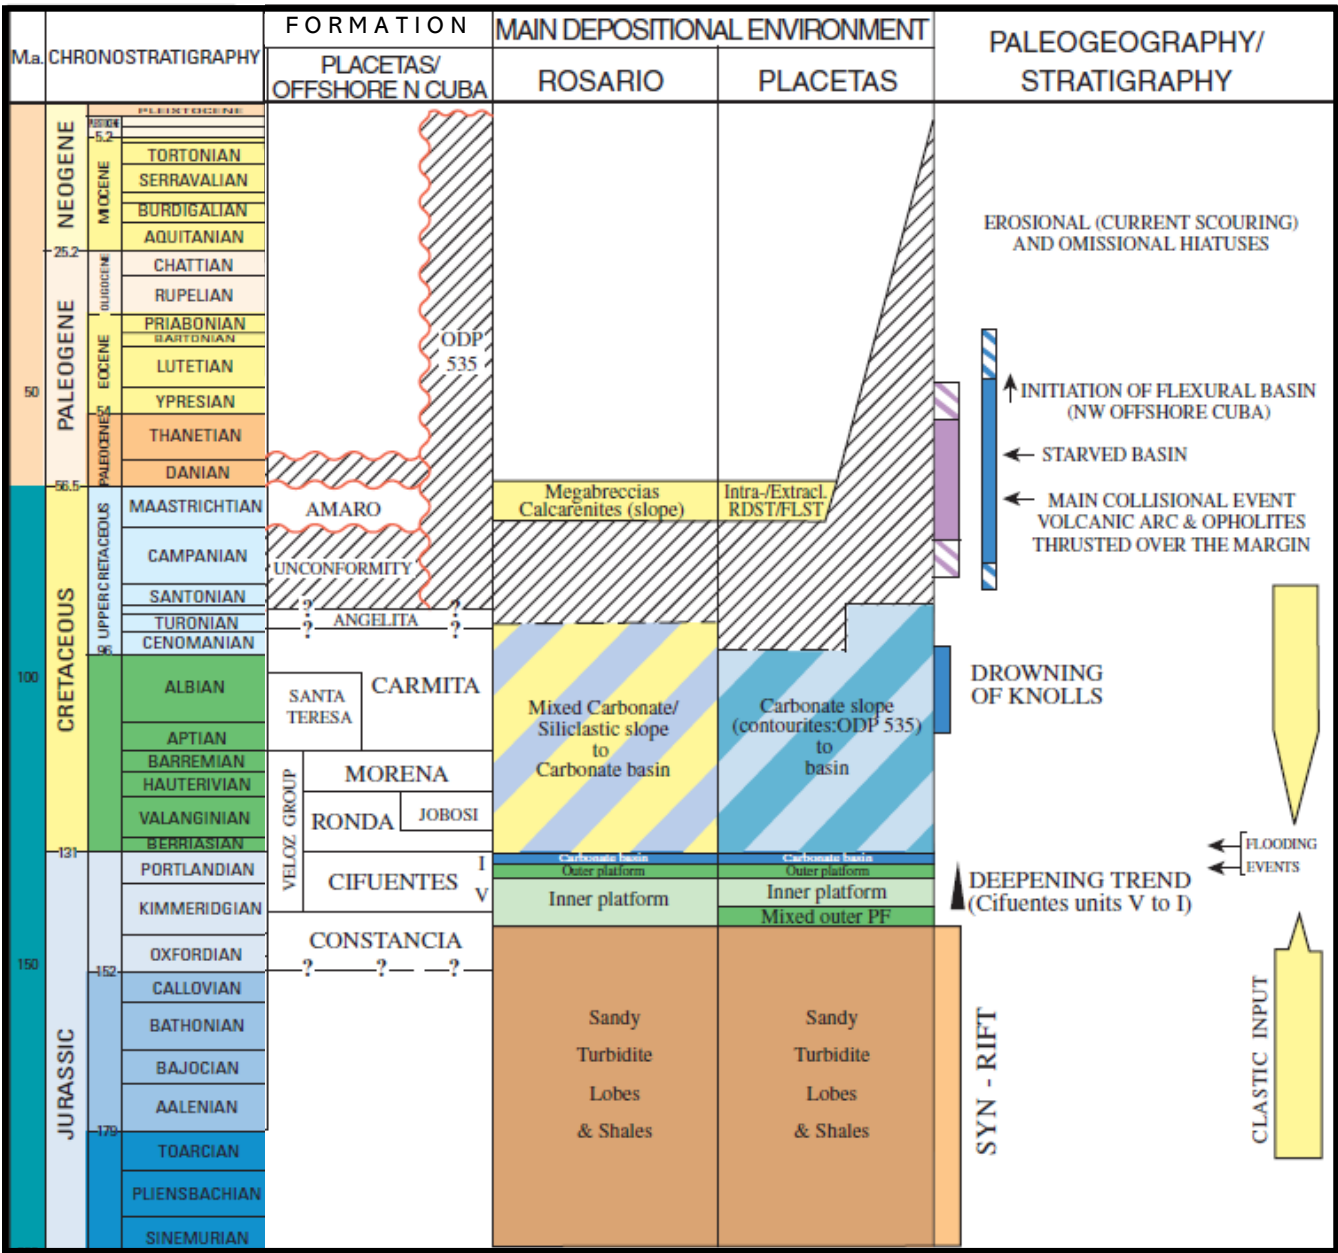 FORMATION
MAIN DEPOSITIONAL ENVIRONMENT
PALEOGEOGRAPHY/
STRATIGRAPHY
M.a.
CHRONOSTRATIGRAPHY
PLACETAS/
OFFSHORE N CUBA
ROSARIO
PLACETAS
PLEIXTOCENE
5.2
NEOGENE
MIOCENE
TORTONIAN
SERRAVALIAN
BURDIGALIAN
AQUITANIAN
25.2
PALEOGENE
OLIGOCENE
CHATTIAN
RUPELIAN
EOCENE
PRIABONIAN
BARTONIAN
LUTETIAN
50
YPRESIAN
54
PALEOCENE
THANETIAN
DANIAN
56.5
CRETACEOUS
UPPER CRETACEOUS
MAASTRICHTIAN
CAMPANIAN
SANTONIAN
TURONIAN
CENOMANIAN
96
100
ALBIAN
APTIAN
BARREMIAN
HAUTERIVIAN
VALANGINIAN
BERRIASIAN
131
JURASSIC
PORTLANDIAN
KIMMERIDGIAN
150
OXFORDIAN
152
CALLOVIAN
BATHONIAN
BAJOCIAN
AALENIAN
179
TOARCIAN
PLIENSBACHIAN
SINEMURIAN
ODP
535
AMARO
UNCONFORMITY
? ?
ANGELITA
? ?
SANTA
TERESA
CARMITA
VELOZ GROUP
MORENA
RONDA
JOBOSI
I
CIFUENTES
V
CONSTANCIA
? ? ?
Megabreccias
Calcarenites (slope)
Mixed Carbonate/
Siliclastic slope
to
Carbonate basin
Carbonate basin
Outer platform
Inner platform
Sandy
Turbidite
Lobes
& Shales
Intra-/Extracl.
RDST/FLST
Carbonate slope
(contourites:ODP 535)
to
basin
Carbonate basin
Outer platform
Inner platform
Mixed outer PF
Sandy
Turbidite
Lobes
& Shales
EROSIONAL (CURRENT SCOURING)
AND OMISSIONAL HIATUSES
INITIATION OF FLEXURAL BASIN
(NW OFFSHORE CUBA)
STARVED BASIN
MAIN COLLISIONAL EVENT
VOLCANIC ARC & OPHOLITES
THRUSTED OVER THE MARGIN
DROWNING
OF KNOLLS
FLOODING
EVENTS
DEEPENING TREND
(Cifuentes units V to I)
SYN - RIFT
CLASTIC INPUT